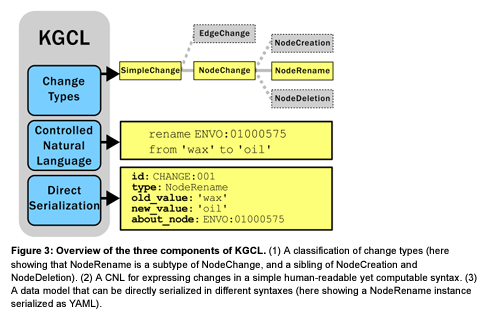 KGCL
EdgeChange
NodeCreation
SimpleChange
NodeChange
NodeRename
NodeDeletion
Change
Types
Controlled
Natural
Language
rename ENVO:01000575
from 'wax' to 'oil'
Direct
Serialization
id: CHANGE:001
type: NodeRename
old_value: 'wax'
new_value: 'oil'
about_node: ENVO:01000575
Figure 3: Overview of the three components of KGCL. (1) A classification of change types (here
showing that NodeRename is a subtype of NodeChange, and a sibling of NodeCreation and
NodeDeletion). (2) A CNL for expressing changes in a simple human-readable yet computable syntax. (3)
A data model that can be directly serialized in different syntaxes (here showing a NodeRename instance
serialized as YAML).